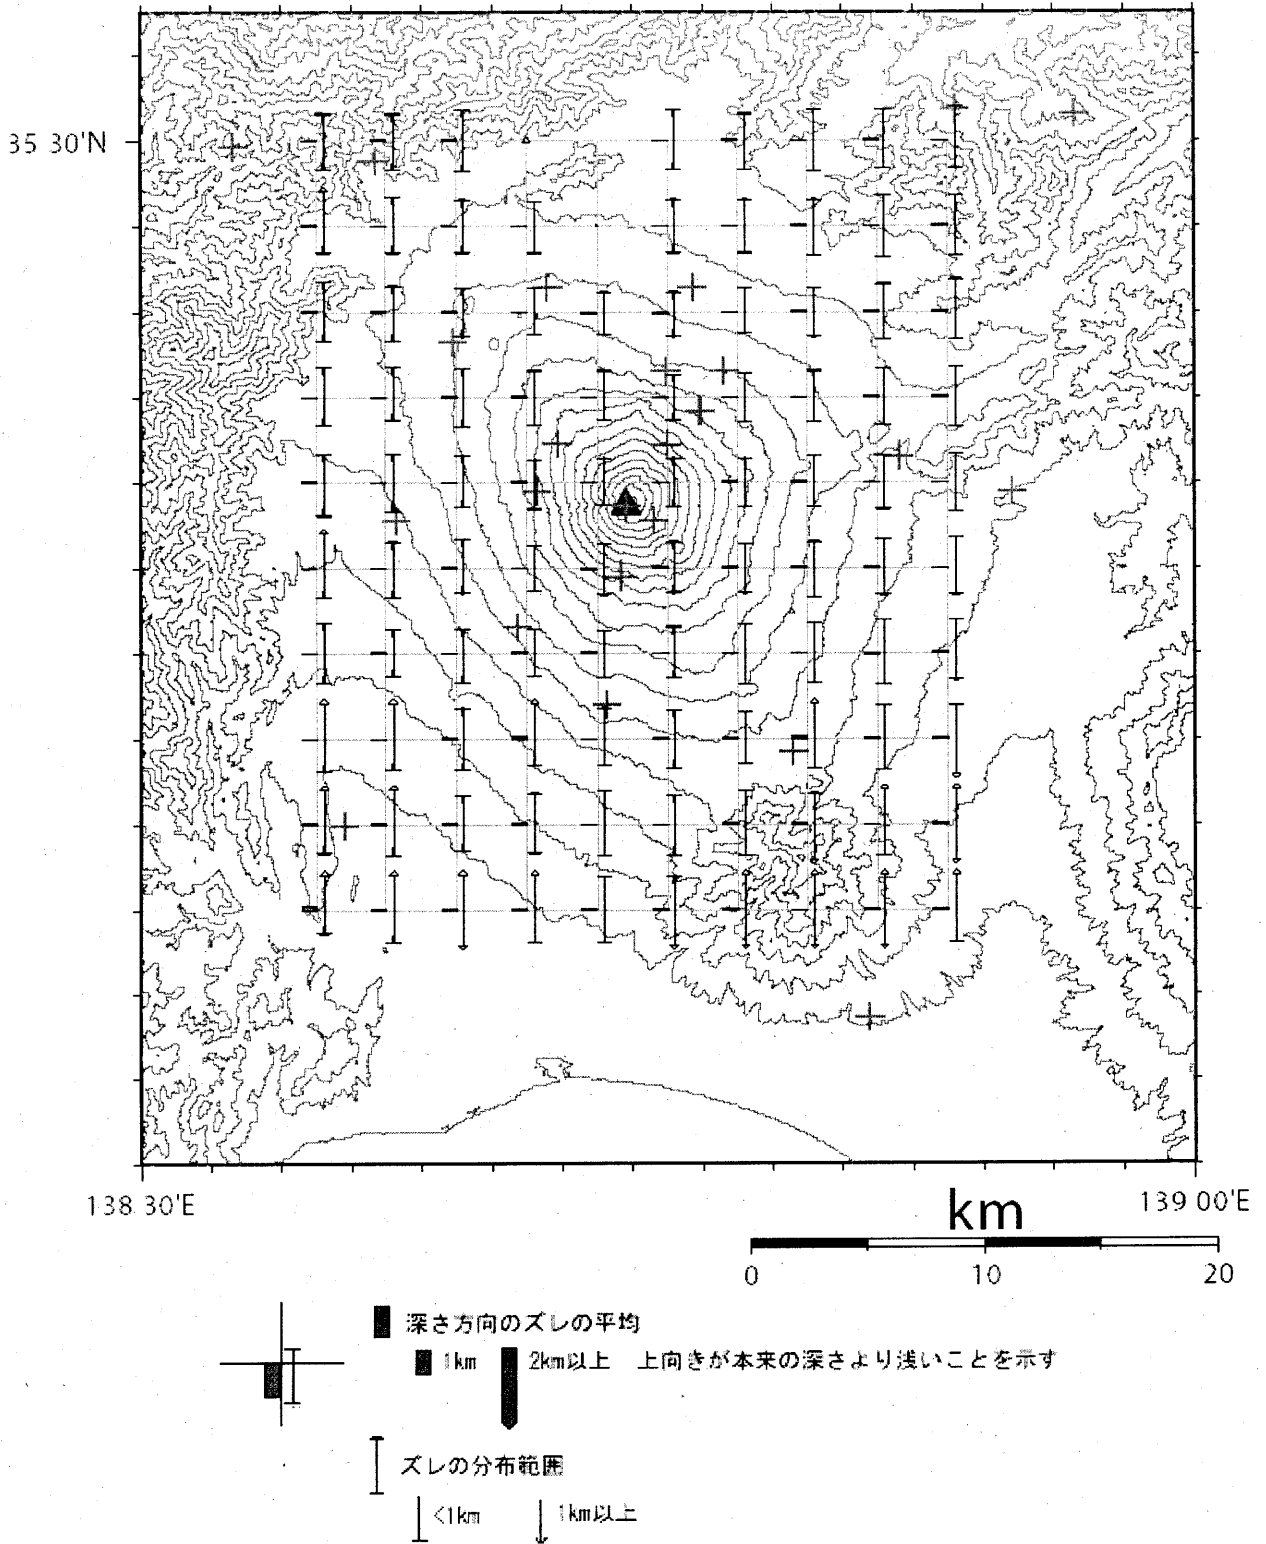 35 30'N
138 30'E
139 00'E
km
0 10 20
深さ方向のズレの平均
1km 2km以上 上向きが本来の深さより浅いことを示す
ズレの分布範囲
<1km 1km以上